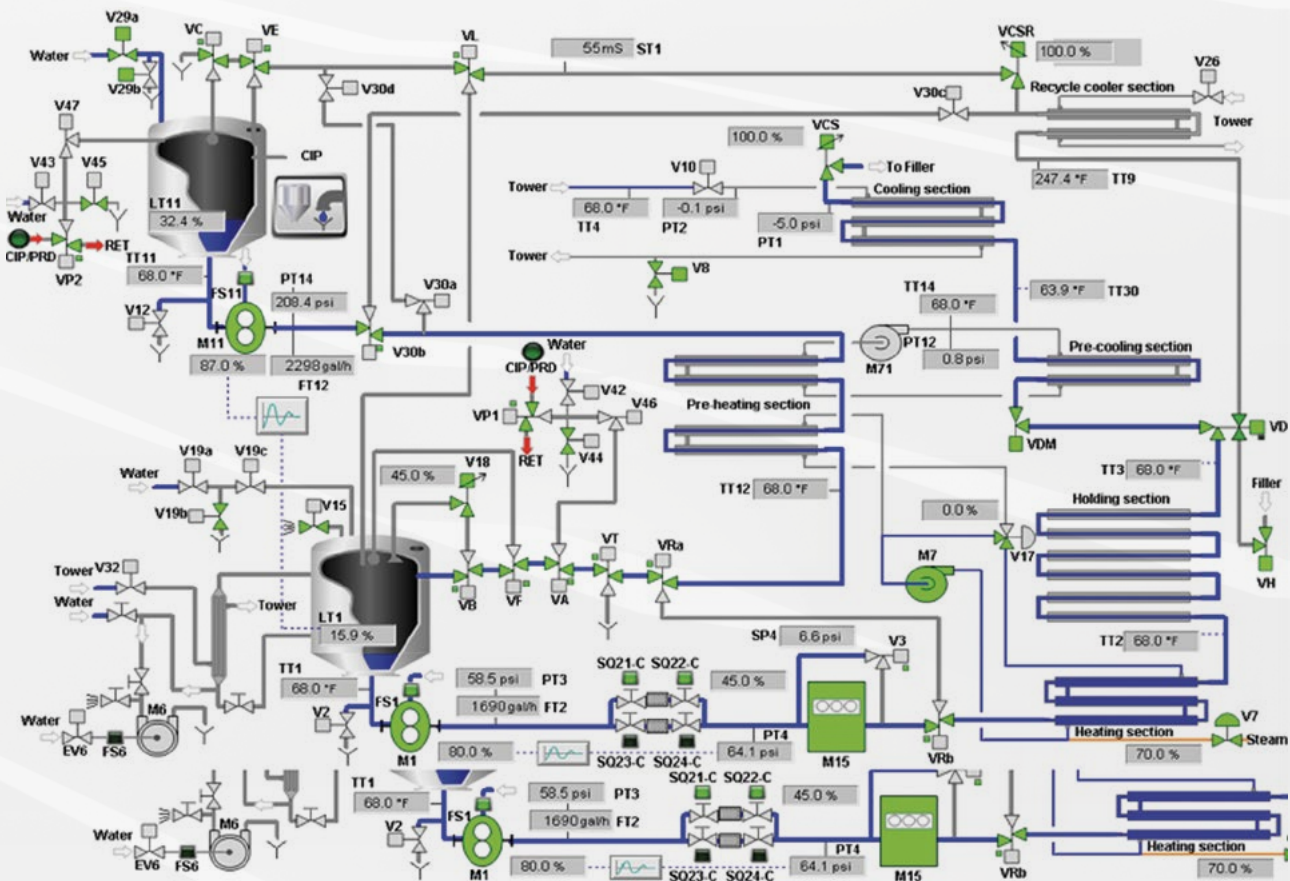 V29a
VC
VE
VL
55mS
ST1
VCSR
100.0 %
Water
V26
V29b
V30d
V30c
Recycle cooler section
V47
100.0 %
VCS
Tower
V43
V45
V10
To Filler
CIP
Tower
Cooling section
247.4 °F
TT9
LT11
Water
32.4 %
68.0 °F
-0.1 psi
-5.0 psi
CIP/PRD
RET
TT4
PT2
PT1
TT11
Tower
V8
VP2
68.0 °F
PT14
V30a
TT14
63.9 °F
TT30
FS11
208.4 psi
68.0 °F
V12
Water
PT12
M11
V30b
0.8 psi
Pre-cooling section
87.0 %
2298 gal/h
CIP/PRD
M71
FT12
V42
V46
Pre-heating section
VP1
VD
RET
V44
VDM
V19a
V19c
V18
TT3
68.0 °F
Water
45.0 %
TT12
68.0 °F
Filler
V15
Holding section
V19b
0.0 %
VT
VRa
M7
V17
V32
Tower
VH
Water
Tower
VB
VF
VA
LT1
15.9 %
SP4
6.6 psi
TT2
68.0 °F
V3
TT1
SQ21-C
SQ22-C
68.0 °F
58.5 psi
PT3
45.0 %
FS1
Water
M6
V2
1690 gal/h
FT2
V7
PT4
Heating section
Steam
EV6
FS6
M1
80.0 %
SQ23-C
SQ24-C
64.1 psi
M15
VRb
70.0 %
TT1
SQ21-C
SQ22-C
68.0 °F
58.5 psi
PT3
45.0 %
FS1
M6
V2
1690 gal/h
FT2
Water
PT4
Heating section
EV6
FS6
M1
80.0 %
SQ23-C
SQ24-C
64.1 psi
M15
VRb
70.0 %